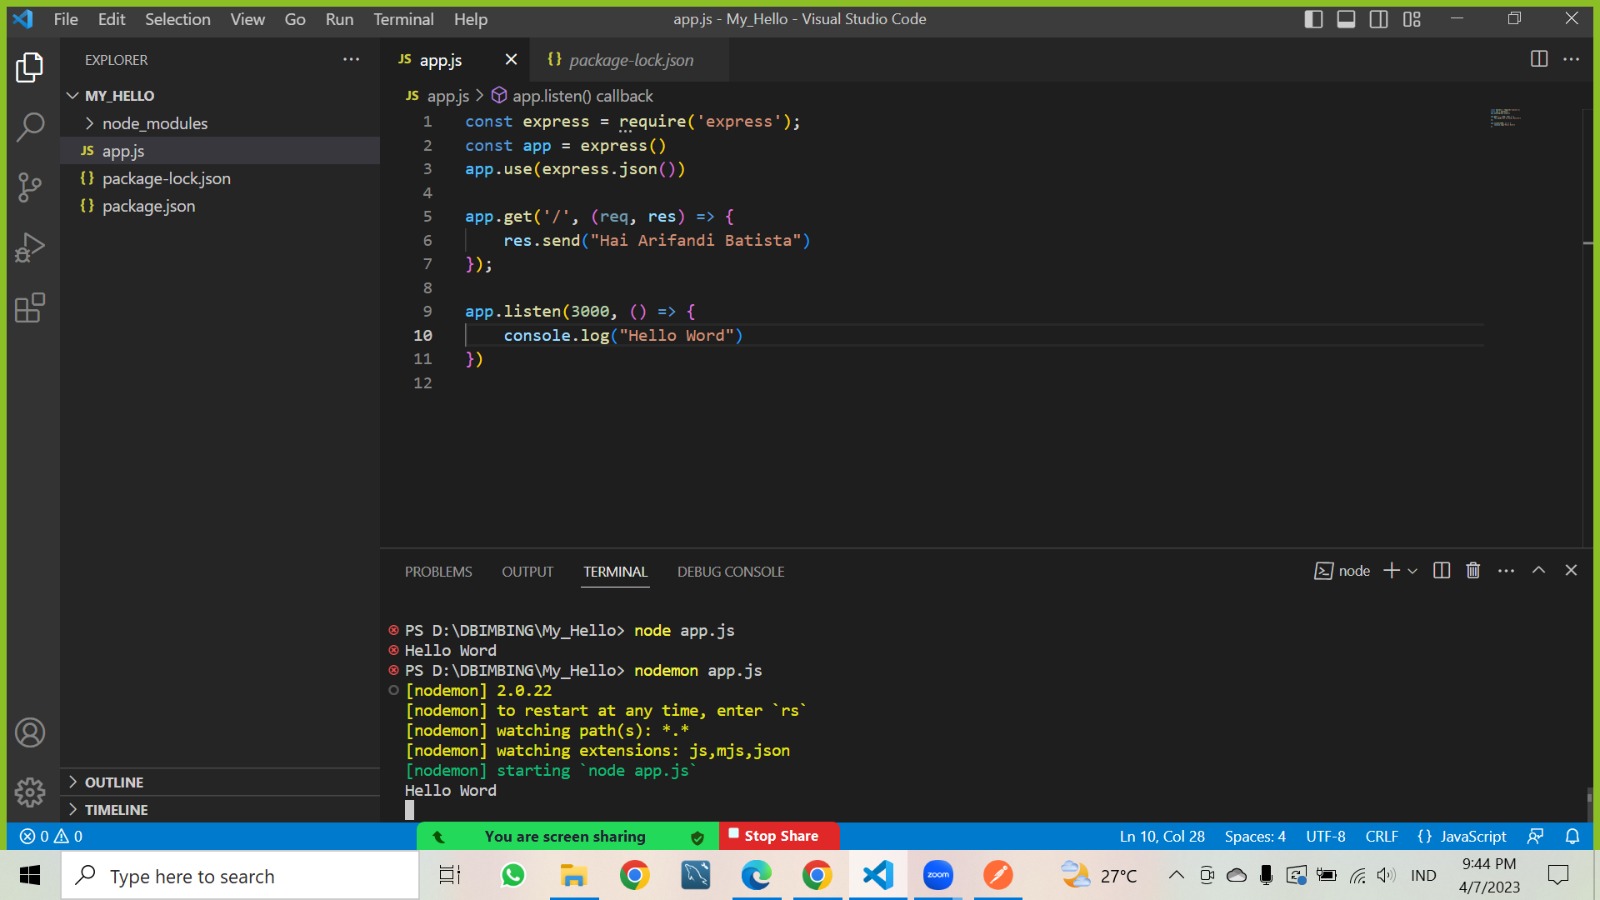 File Edit Selection View Go Run Terminal Help
app.js - My_Hello - Visual Studio Code
EXPLORER
MY_HELLO
node_modules
JS app.js
{} package-lock.json
{} package.json
OUTLINE
TIMELINE
JS app.js
{} package-lock.json
JS app.js > app.listen() callback
1 const express = require('express');
2 const app = express()
3 app.use(express.json())
4
5 app.get('/', (req, res) => {
6 res.send("Hai Arifandi Batista")
7 });
8
9 app.listen(3000, () => {
10 console.log("Hello Word")
11 })
12
PROBLEMS OUTPUT TERMINAL DEBUG CONSOLE
node
PS D:\DBIMBING\My_Hello> node app.js
Hello Word
PS D:\DBIMBING\My_Hello> nodemon app.js
[nodemon] 2.0.22
[nodemon] to restart at any time, enter `rs`
[nodemon] watching path(s): *.*
[nodemon] watching extensions: js,mjs,json
[nodemon] starting `node app.js`
Hello Word
0 0
You are screen sharing
Stop Share
Ln 10, Col 28 Spaces: 4 UTF-8 CRLF {} JavaScript
Type here to search
zoom
27°C
IND
9:44 PM
4/7/2023